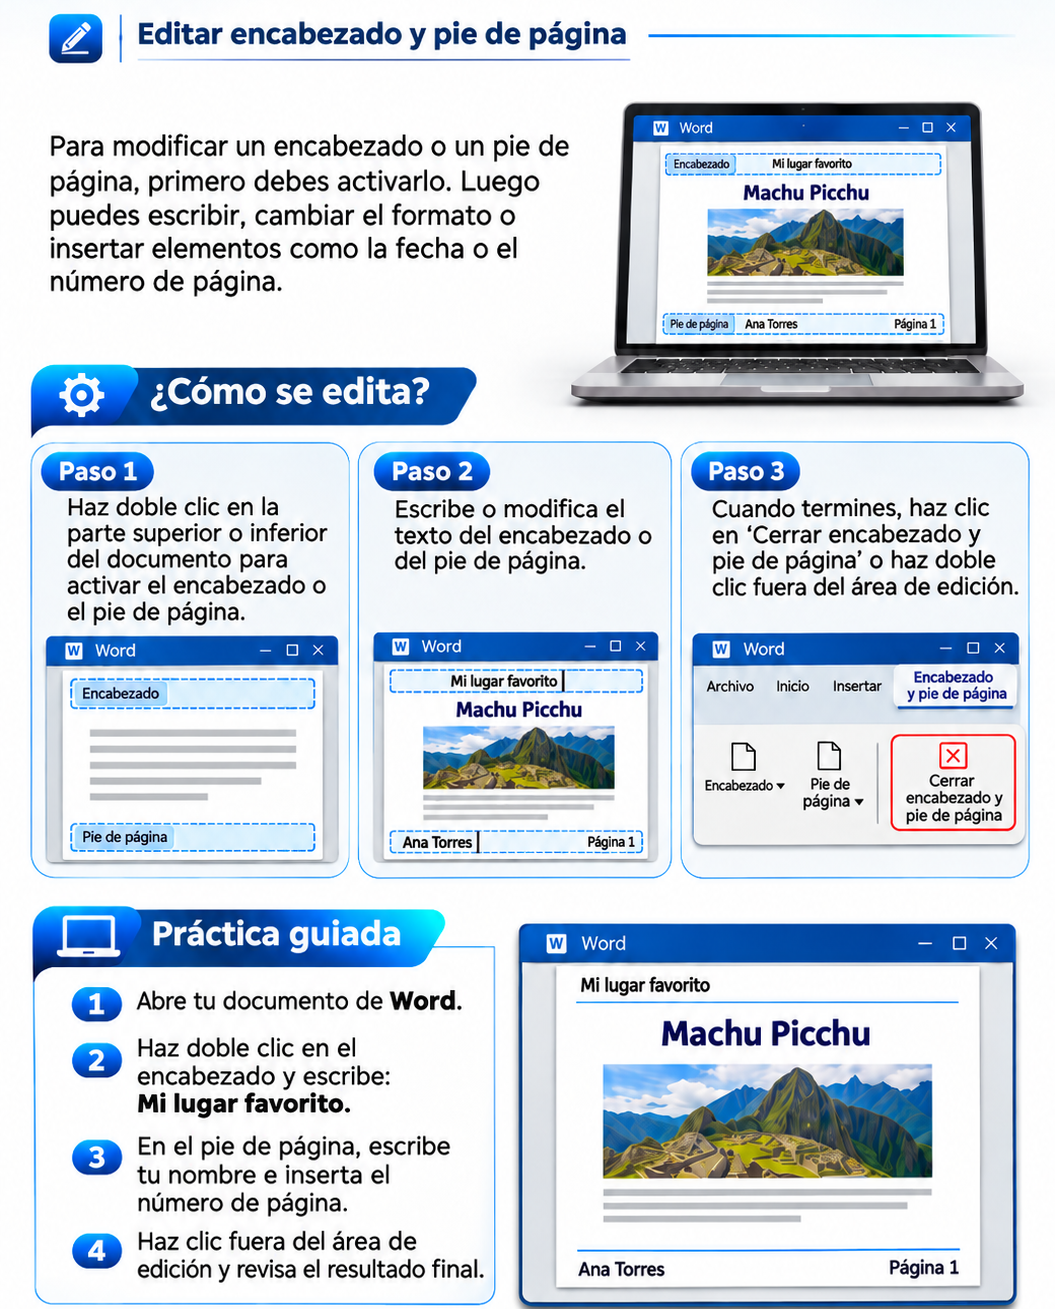 Editar encabezado y pie de página
Para modificar un encabezado o un pie de
página, primero debes activarlo. Luego
puedes escribir, cambiar el formato o
insertar elementos como la fecha o el
número de página.
W Word
Encabezado Mi lugar favorito
Machu Picchu
Pie de página Ana Torres Página 1
¿Cómo se edita?
Paso 1
Haz doble clic en la
parte superior o inferior
del documento para
activar el encabezado o
el pie de página.
W Word
Encabezado
Pie de página
Paso 2
Escribe o modifica el
texto del encabezado o
del pie de página.
W Word
Mi lugar favorito
Machu Picchu
Ana Torres Página 1
Paso 3
Cuando termines, haz clic
en ‘Cerrar encabezado y
pie de página’ o haz doble
clic fuera del área de edición.
W Word
Archivo Inicio Insertar Encabezado
y pie de página
Encabezado
Pie de
página
Cerrar
encabezado y
pie de página
Práctica guiada
1 Abre tu documento de Word.
2 Haz doble clic en el
encabezado y escribe:
Mi lugar favorito.
3 En el pie de página, escribe
tu nombre e inserta el
número de página.
4 Haz clic fuera del área de
edición y revisa el resultado final.
W Word
Mi lugar favorito
Machu Picchu
Ana Torres Página 1